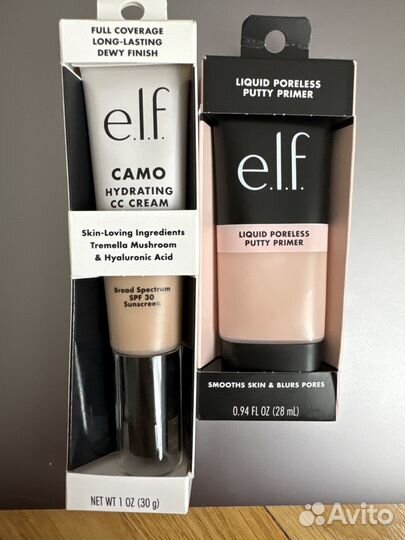 FULL COVERAGE
LONG-LASTING
DEWY FINISH
e.l.f.
CAMO
HYDRATING
CC CREAM
Skin-Loving Ingredients
Tremella Mushroom
& Hyaluronic Acid
Broad Spectrum
SPF 30
Sunscreen
NET WT 1 OZ (30 g)
LIQUID PORELESS
PUTTY PRIMER
e.l.f.
LIQUID PORELESS
PUTTY PRIMER
SMOOTHS SKIN & BLURS PORES
0.94 FL OZ (28 mL)
Avito